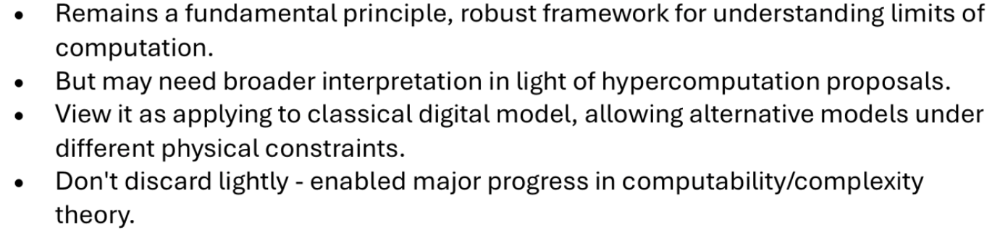 • Remains a fundamental principle, robust framework for understanding limits of
computation.
• But may need broader interpretation in light of hypercomputation proposals.
• View it as applying to classical digital model, allowing alternative models under
different physical constraints.
• Don't discard lightly - enabled major progress in computability/complexity
theory.